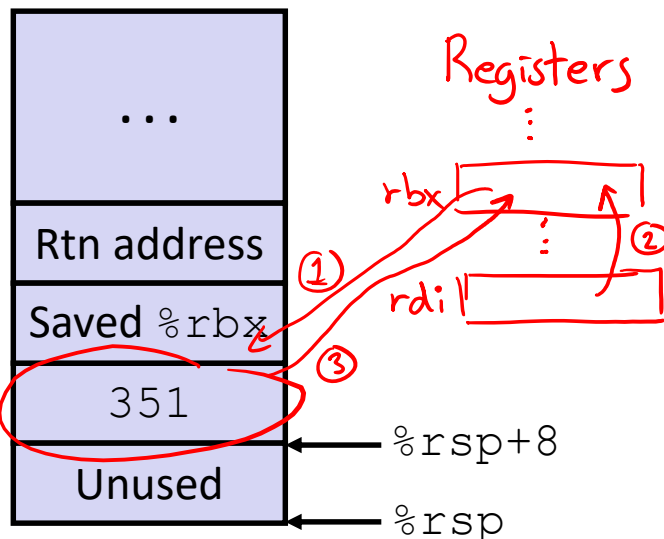 ...
Rtn address
Saved %rbx
351
Unused
%rsp+8
%rsp
Registers
⋮
rbx
⋮
rdi
①
②
③